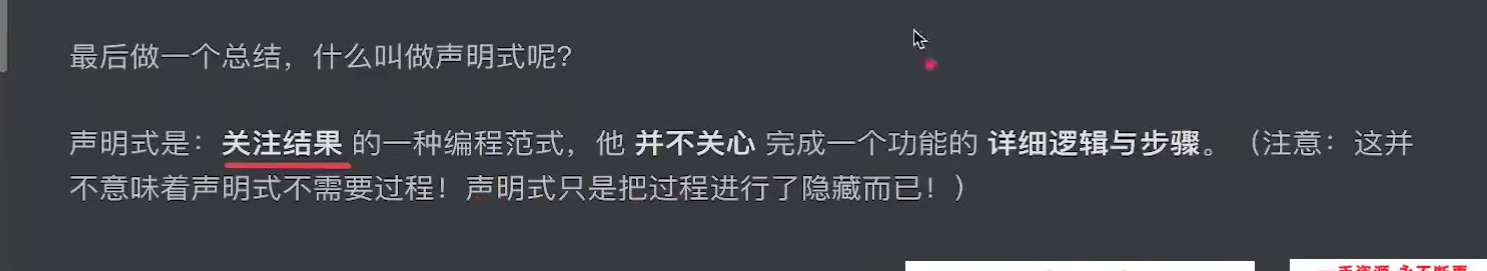 最后做一个总结，什么叫做声明式呢？
声明式是：关注结果 的一种编程范式，他 并不关心 完成一个功能的 详细逻辑与步骤。（注意：这并
不意味着声明式不需要过程！声明式只是把过程进行了隐藏而已！）